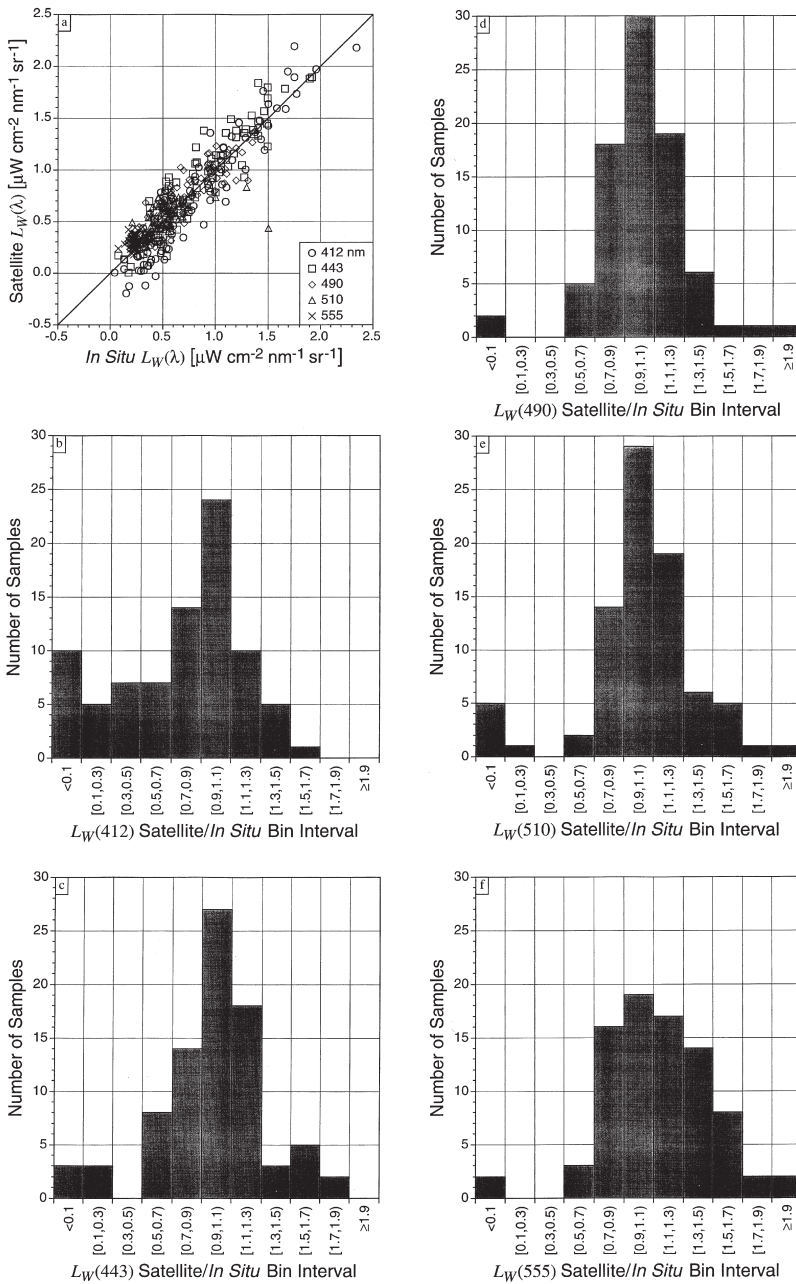 a
2.5
2.0
1.5
1.0
0.5
0.0
-0.5
-0.5 0.0 0.5 1.0 1.5 2.0 2.5
Satellite LW(λ) [µW cm-2 nm-1 sr-1]
In Situ LW(λ) [µW cm-2 nm-1 sr-1]
412 nm
443
490
510
555
d
30
25
20
15
10
5
0
Number of Samples
<0.1 [0.1,0.3) [0.3,0.5) [0.5,0.7) [0.7,0.9) [0.9,1.1) [1.1,1.3) [1.3,1.5) [1.5,1.7) [1.7,1.9) ≥1.9
LW(490) Satellite/In Situ Bin Interval
b
30
25
20
15
10
5
0
Number of Samples
<0.1 [0.1,0.3) [0.3,0.5) [0.5,0.7) [0.7,0.9) [0.9,1.1) [1.1,1.3) [1.3,1.5) [1.5,1.7) [1.7,1.9) ≥1.9
LW(412) Satellite/In Situ Bin Interval
e
30
25
20
15
10
5
0
Number of Samples
<0.1 [0.1,0.3) [0.3,0.5) [0.5,0.7) [0.7,0.9) [0.9,1.1) [1.1,1.3) [1.3,1.5) [1.5,1.7) [1.7,1.9) ≥1.9
LW(510) Satellite/In Situ Bin Interval
c
30
25
20
15
10
5
0
Number of Samples
<0.1 [0.1,0.3) [0.3,0.5) [0.5,0.7) [0.7,0.9) [0.9,1.1) [1.1,1.3) [1.3,1.5) [1.5,1.7) [1.7,1.9) ≥1.9
LW(443) Satellite/In Situ Bin Interval
f
30
25
20
15
10
5
0
Number of Samples
<0.1 [0.1,0.3) [0.3,0.5) [0.5,0.7) [0.7,0.9) [0.9,1.1) [1.1,1.3) [1.3,1.5) [1.5,1.7) [1.7,1.9) ≥1.9
LW(555) Satellite/In Situ Bin Interval